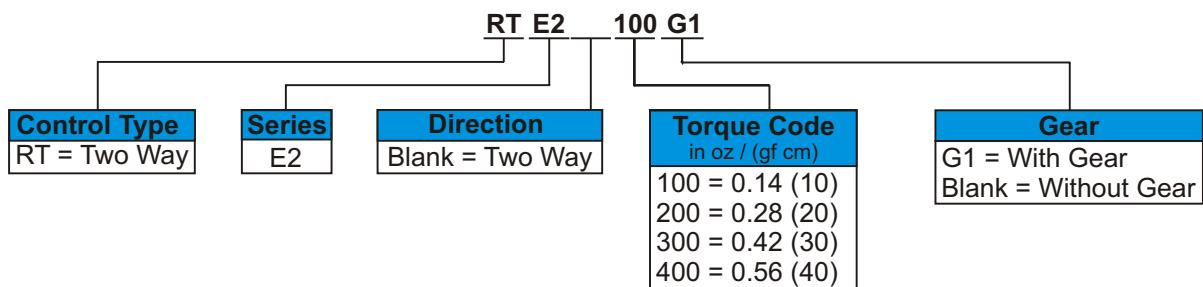 RT E2 100 G1
Control Type
RT = Two Way
Series
E2
Direction
Blank = Two Way
Torque Code
in oz / (gf cm)
100 = 0.14 (10)
200 = 0.28 (20)
300 = 0.42 (30)
400 = 0.56 (40)
Gear
G1 = With Gear
Blank = Without Gear